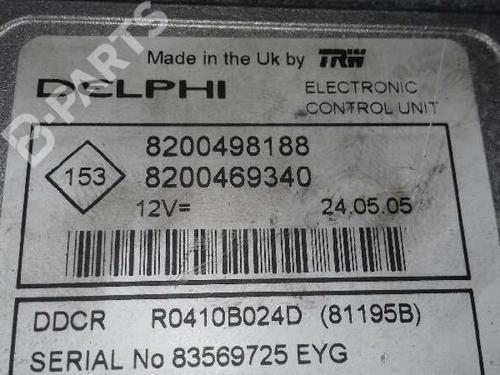 Made in the Uk by TRW
DELPHI ELECTRONIC
CONTROL UNIT
8200498188
153 8200469340
12V= 24.05.05
DDCR R0410B024D (81195B)
SERIAL No 83569725 EYG
B-PARTS